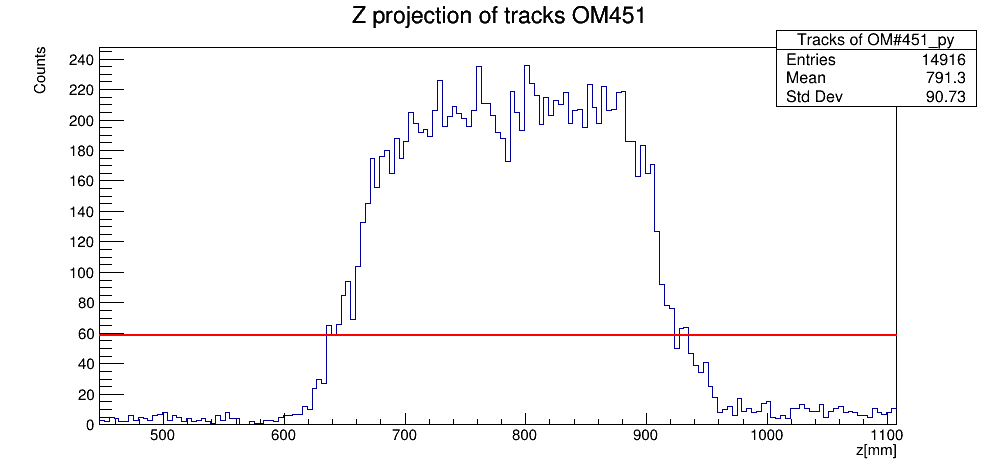 Z projection of tracks OM451
Tracks of OM#451_py
Entries 14916
Mean 791.3
Std Dev 90.73
Counts
240
220
200
180
160
140
120
100
80
60
40
20
0
500 600 700 800 900 1000 1100
z[mm]